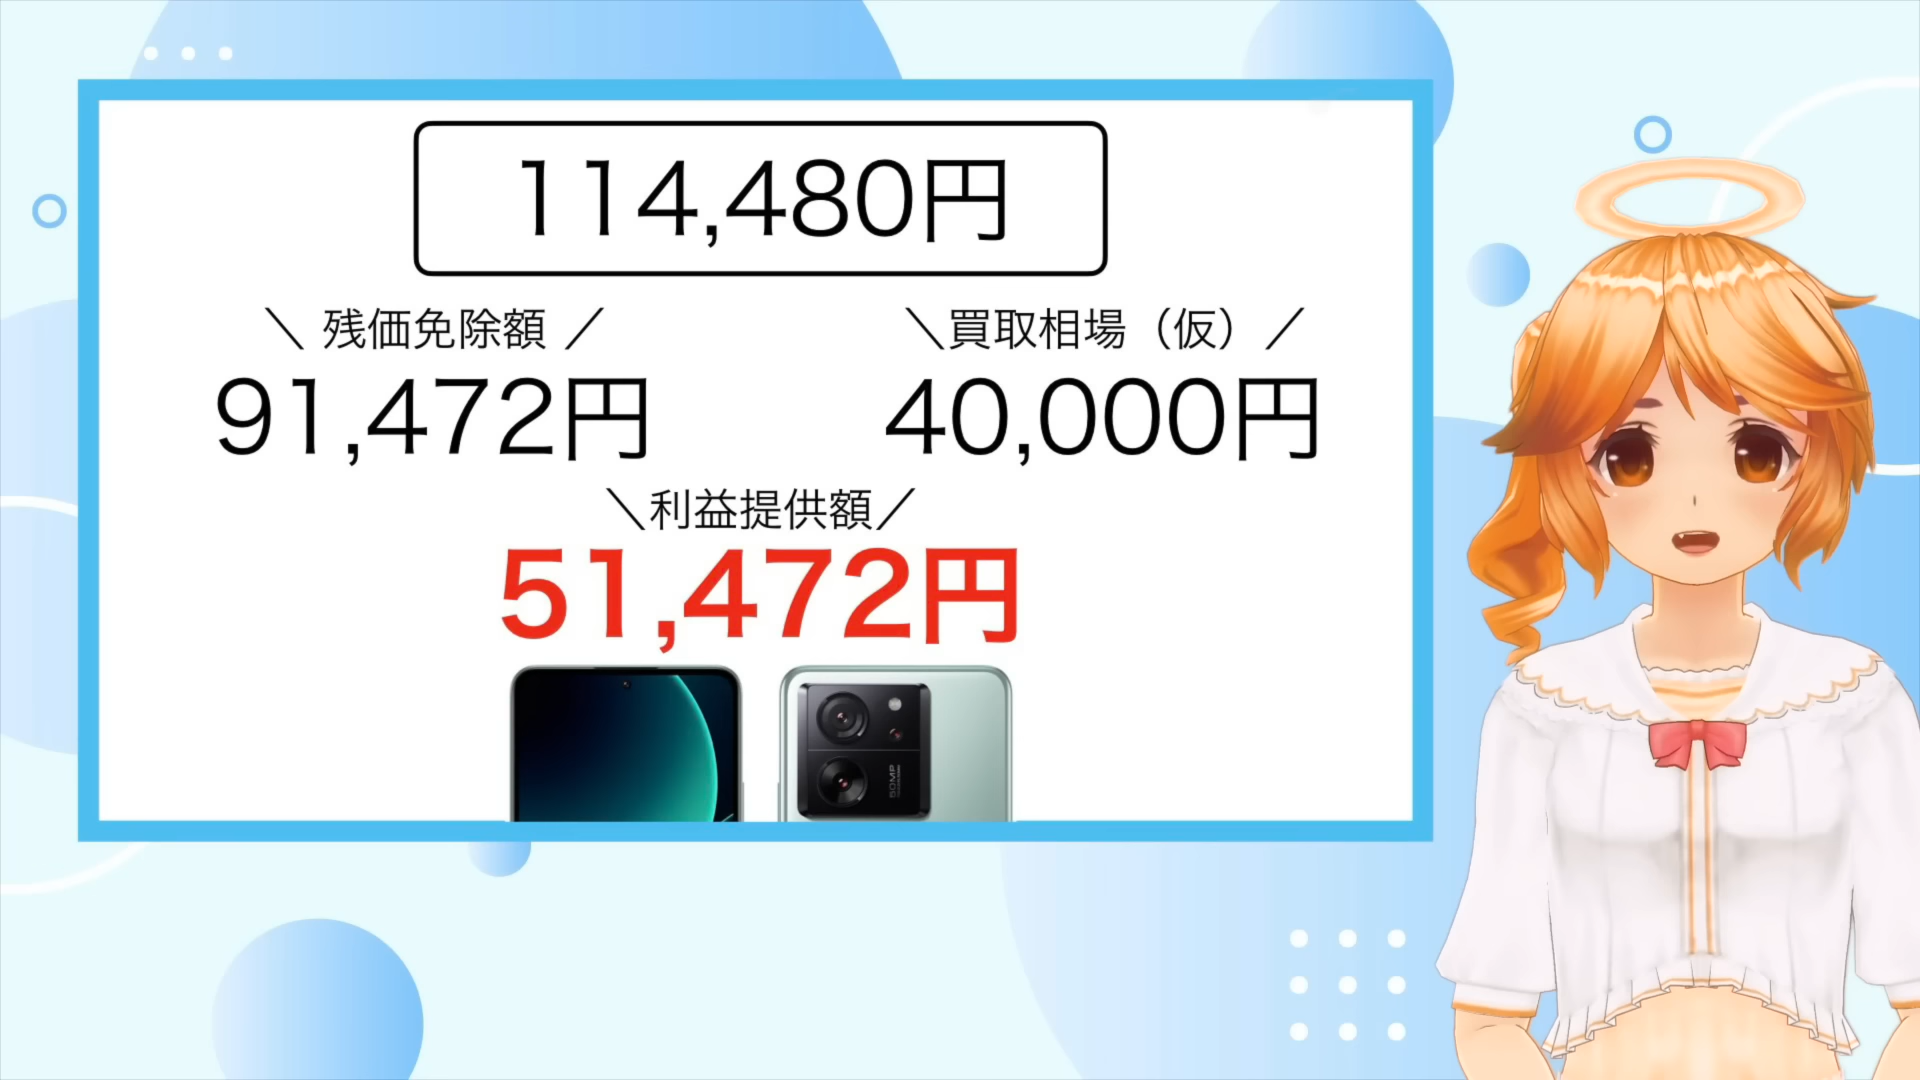 114,480円
＼ 残価免除額 ／
＼買取相場（仮）／
91,472円
40,000円
＼利益提供額／
51,472円
50MP